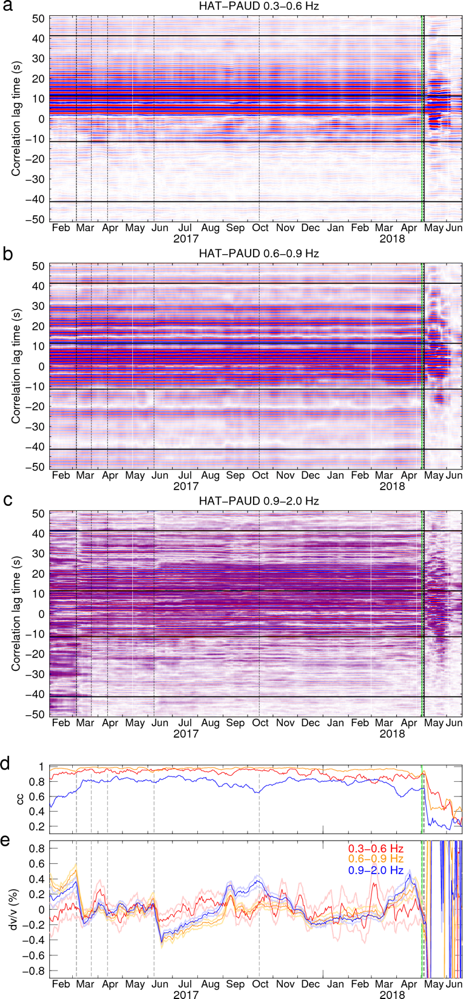 a
HAT−PAUD 0.3−0.6 Hz
Correlation lag time (s)
50
40
30
20
10
0
−10
−20
−30
−40
−50
Feb Mar Apr May Jun Jul Aug Sep Oct Nov Dec Jan Feb Mar Apr May Jun
2017 2018
b
HAT−PAUD 0.6−0.9 Hz
Correlation lag time (s)
50
40
30
20
10
0
−10
−20
−30
−40
−50
Feb Mar Apr May Jun Jul Aug Sep Oct Nov Dec Jan Feb Mar Apr May Jun
2017 2018
c
HAT−PAUD 0.9−2.0 Hz
Correlation lag time (s)
50
40
30
20
10
0
−10
−20
−30
−40
−50
Feb Mar Apr May Jun Jul Aug Sep Oct Nov Dec Jan Feb Mar Apr May Jun
2017 2018
d
cc
1
0.8
0.6
0.4
0.2
e
dv/v (%)
0.8
0.6
0.4
0.2
0
−0.2
−0.4
−0.6
−0.8
0.3−0.6 Hz
0.6−0.9 Hz
0.9−2.0 Hz
Feb Mar Apr May Jun Jul Aug Sep Oct Nov Dec Jan Feb Mar Apr May Jun
2017 2018